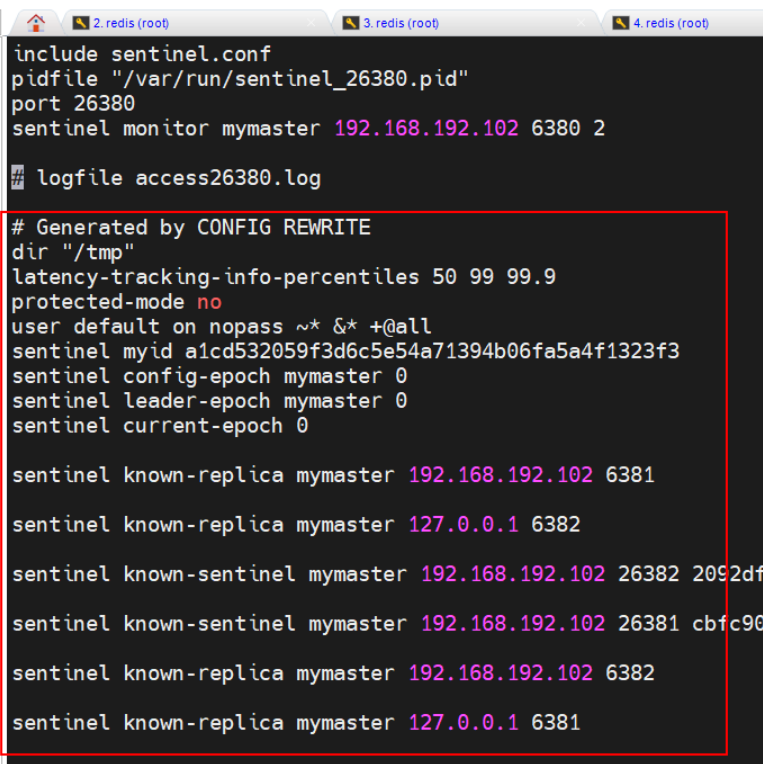 2. redis (root)
3. redis (root)
4. redis (root)
include sentinel.conf
pidfile "/var/run/sentinel_26380.pid"
port 26380
sentinel monitor mymaster 192.168.192.102 6380 2
# logfile access26380.log
# Generated by CONFIG REWRITE
dir "/tmp"
latency-tracking-info-percentiles 50 99 99.9
protected-mode no
user default on nopass ~* &* +@all
sentinel myid a1cd532059f3d6c5e54a71394b06fa5a4f1323f3
sentinel config-epoch mymaster 0
sentinel leader-epoch mymaster 0
sentinel current-epoch 0
sentinel known-replica mymaster 192.168.192.102 6381
sentinel known-replica mymaster 127.0.0.1 6382
sentinel known-sentinel mymaster 192.168.192.102 26382 2092df
sentinel known-sentinel mymaster 192.168.192.102 26381 cbfc90
sentinel known-replica mymaster 192.168.192.102 6382
sentinel known-replica mymaster 127.0.0.1 6381